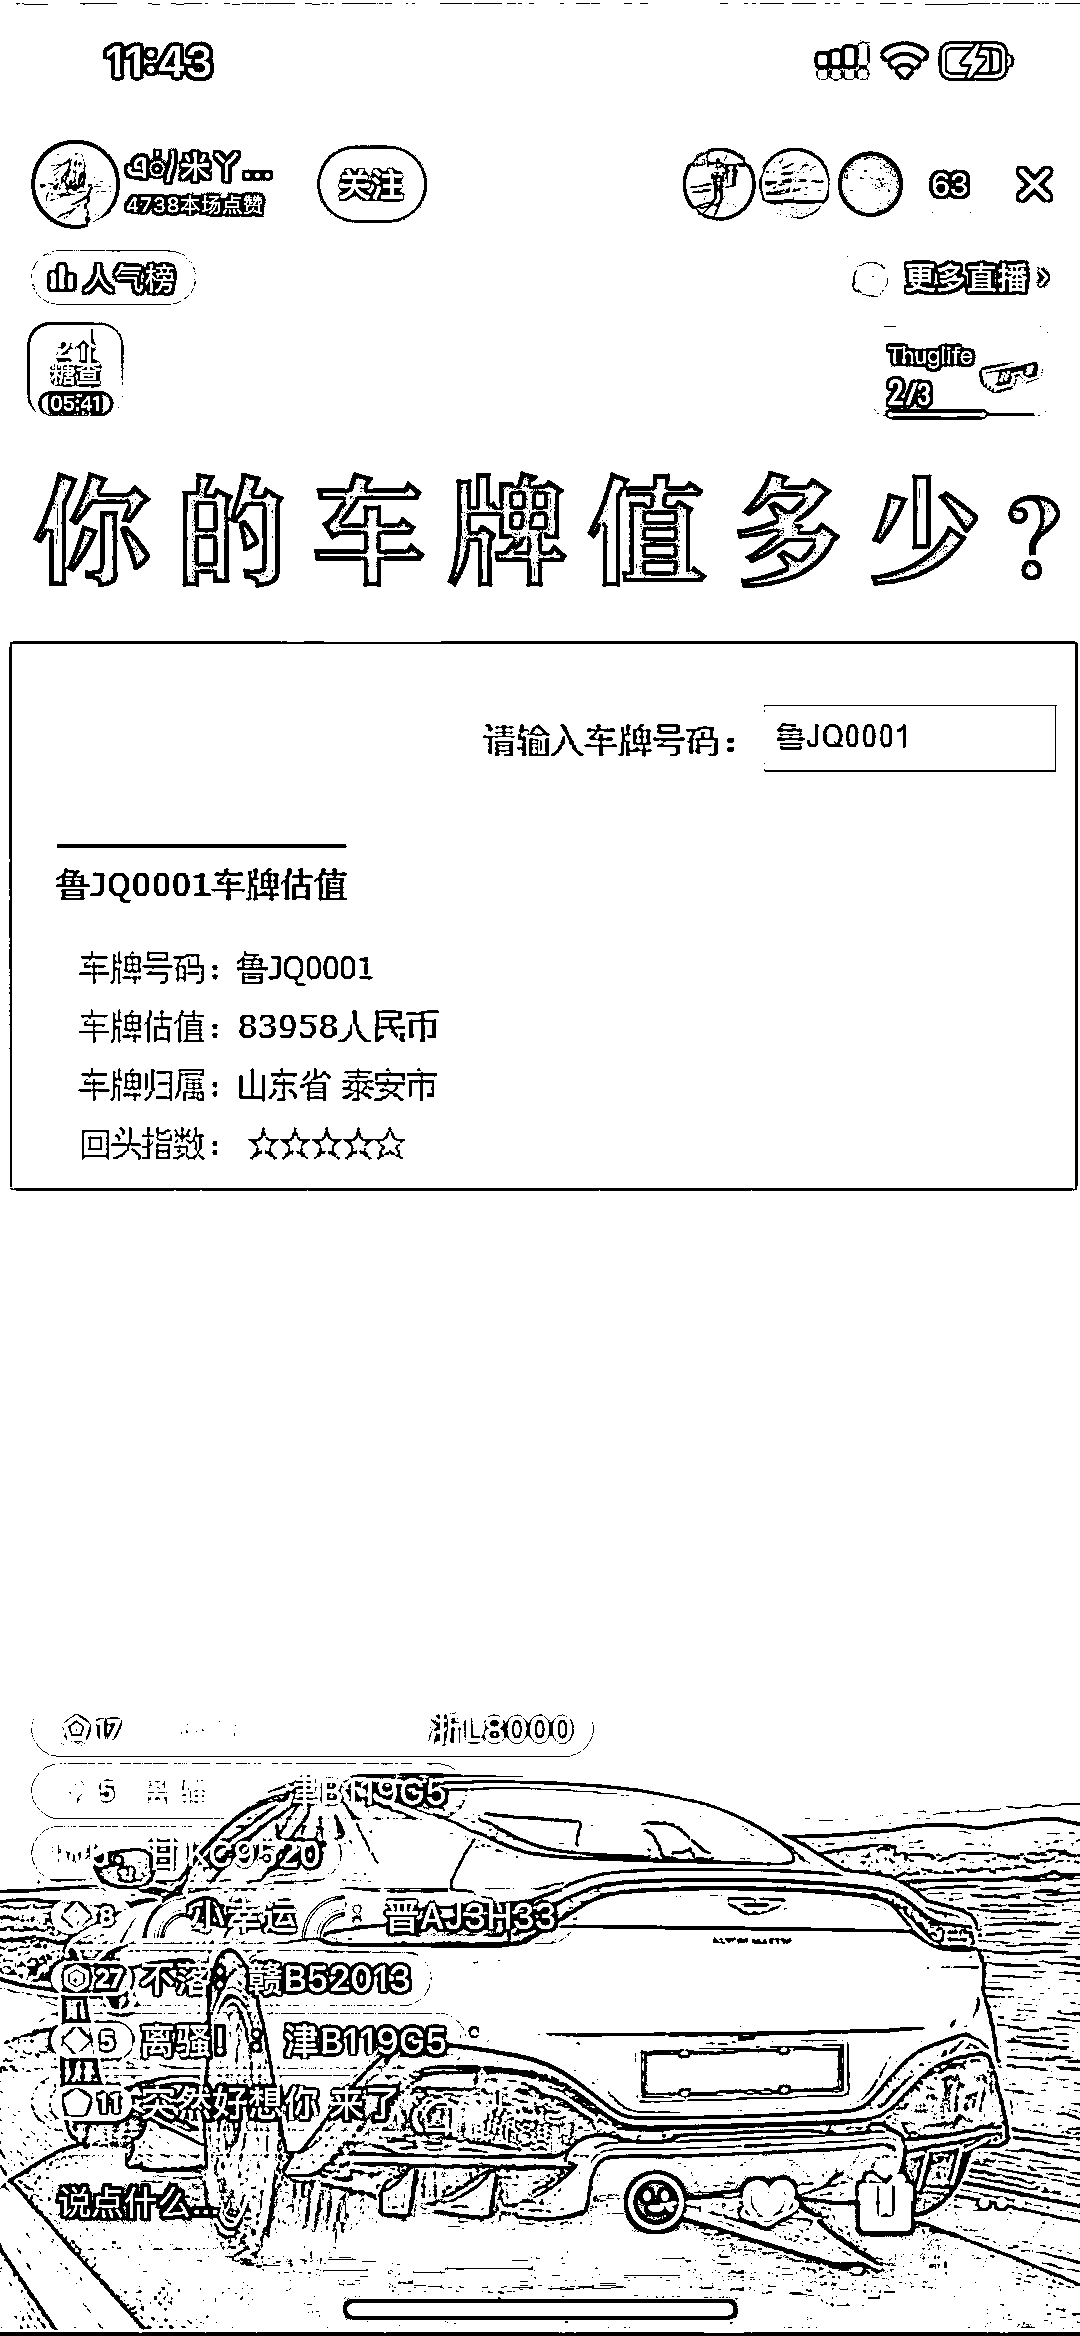 11:43
米丫...
4738本场点赞
关注
63
人气榜
更多直播
2个
糖查
05:41
Thuglife
2/3
你的车牌值多少？
请输入车牌号码： 鲁JQ0001
鲁JQ0001车牌估值
车牌号码：鲁JQ0001
车牌估值：83958人民币
车牌归属：山东省 泰安市
回头指数：☆☆☆☆☆
17 浙L8000
5 离骚 津B119G5
甘KC9520
8 小幸运 ： 晋AJ3H33
27 不落：赣B52013
5 离骚！：津B119G5
11 突然好想你 来了
说点什么...